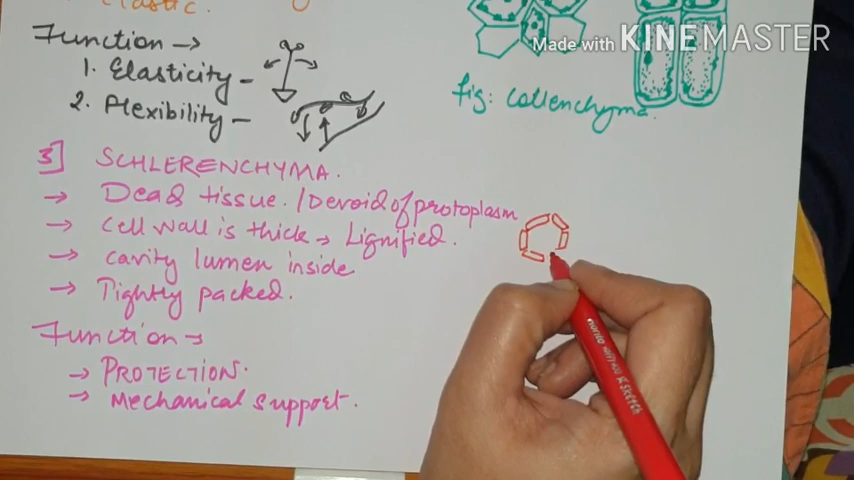 Elastic.
Function →
1. Elasticity -
2. Flexibility -
Made with KINEMASTER
fig: collenchyma.
3] SCHLERENCHYMA.
→ Dead tissue. / Devoid of protoplasm
→ Cell wall is thick → Lignified.
→ cavity lumen inside
→ Tightly packed.
Function →
→ PROTECTION.
→ Mechanical support.